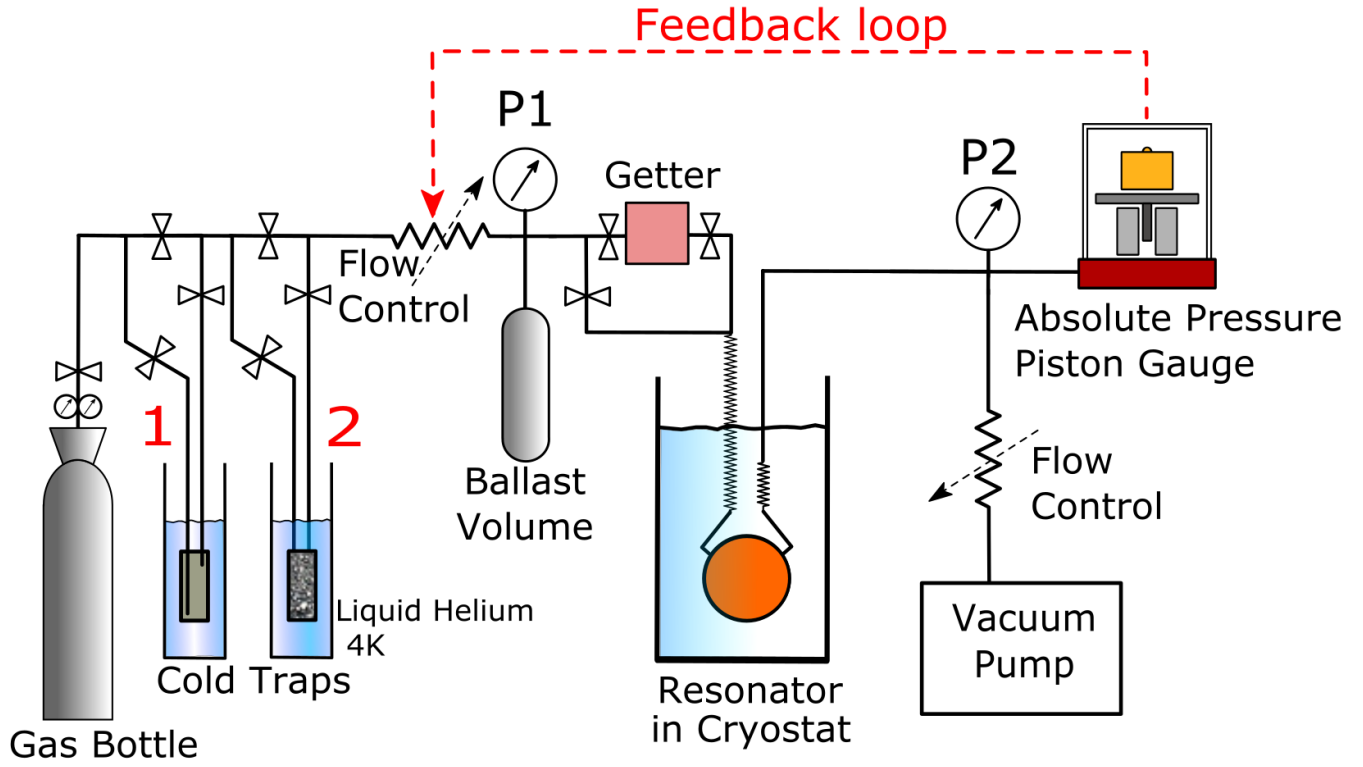 Feedback loop
P1
P2
Getter
Flow
Control
Absolute Pressure
Piston Gauge
1
2
Ballast
Volume
Flow
Control
Liquid Helium
4K
Cold Traps
Vacuum
Pump
Resonator
in Cryostat
Gas Bottle